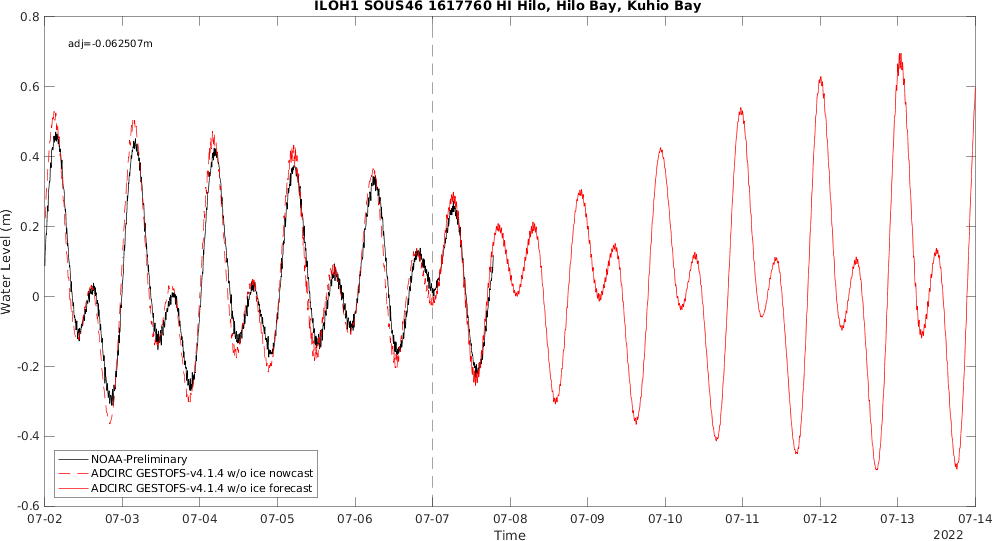 ILOH1 SOUS46 1617760 HI Hilo, Hilo Bay, Kuhio Bay
adj=-0.062507m
0.8
0.6
0.4
0.2
0
-0.2
-0.4
-0.6
Water Level (m)
NOAA-Preliminary
ADCIRC GESTOFS-v4.1.4 w/o ice nowcast
ADCIRC GESTOFS-v4.1.4 w/o ice forecast
07-02 07-03 07-04 07-05 07-06 07-07 07-08 07-09 07-10 07-11 07-12 07-13 07-14
Time
2022